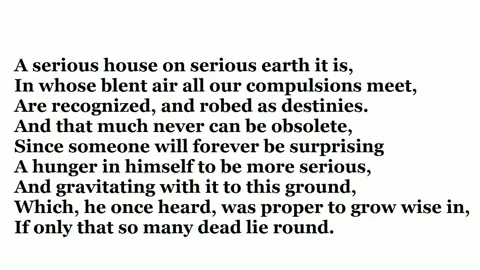 A serious house on serious earth it is,
In whose blent air all our compulsions meet,
Are recognized, and robed as destinies.
And that much never can be obsolete,
Since someone will forever be surprising
A hunger in himself to be more serious,
And gravitating with it to this ground,
Which, he once heard, was proper to grow wise in,
If only that so many dead lie round.